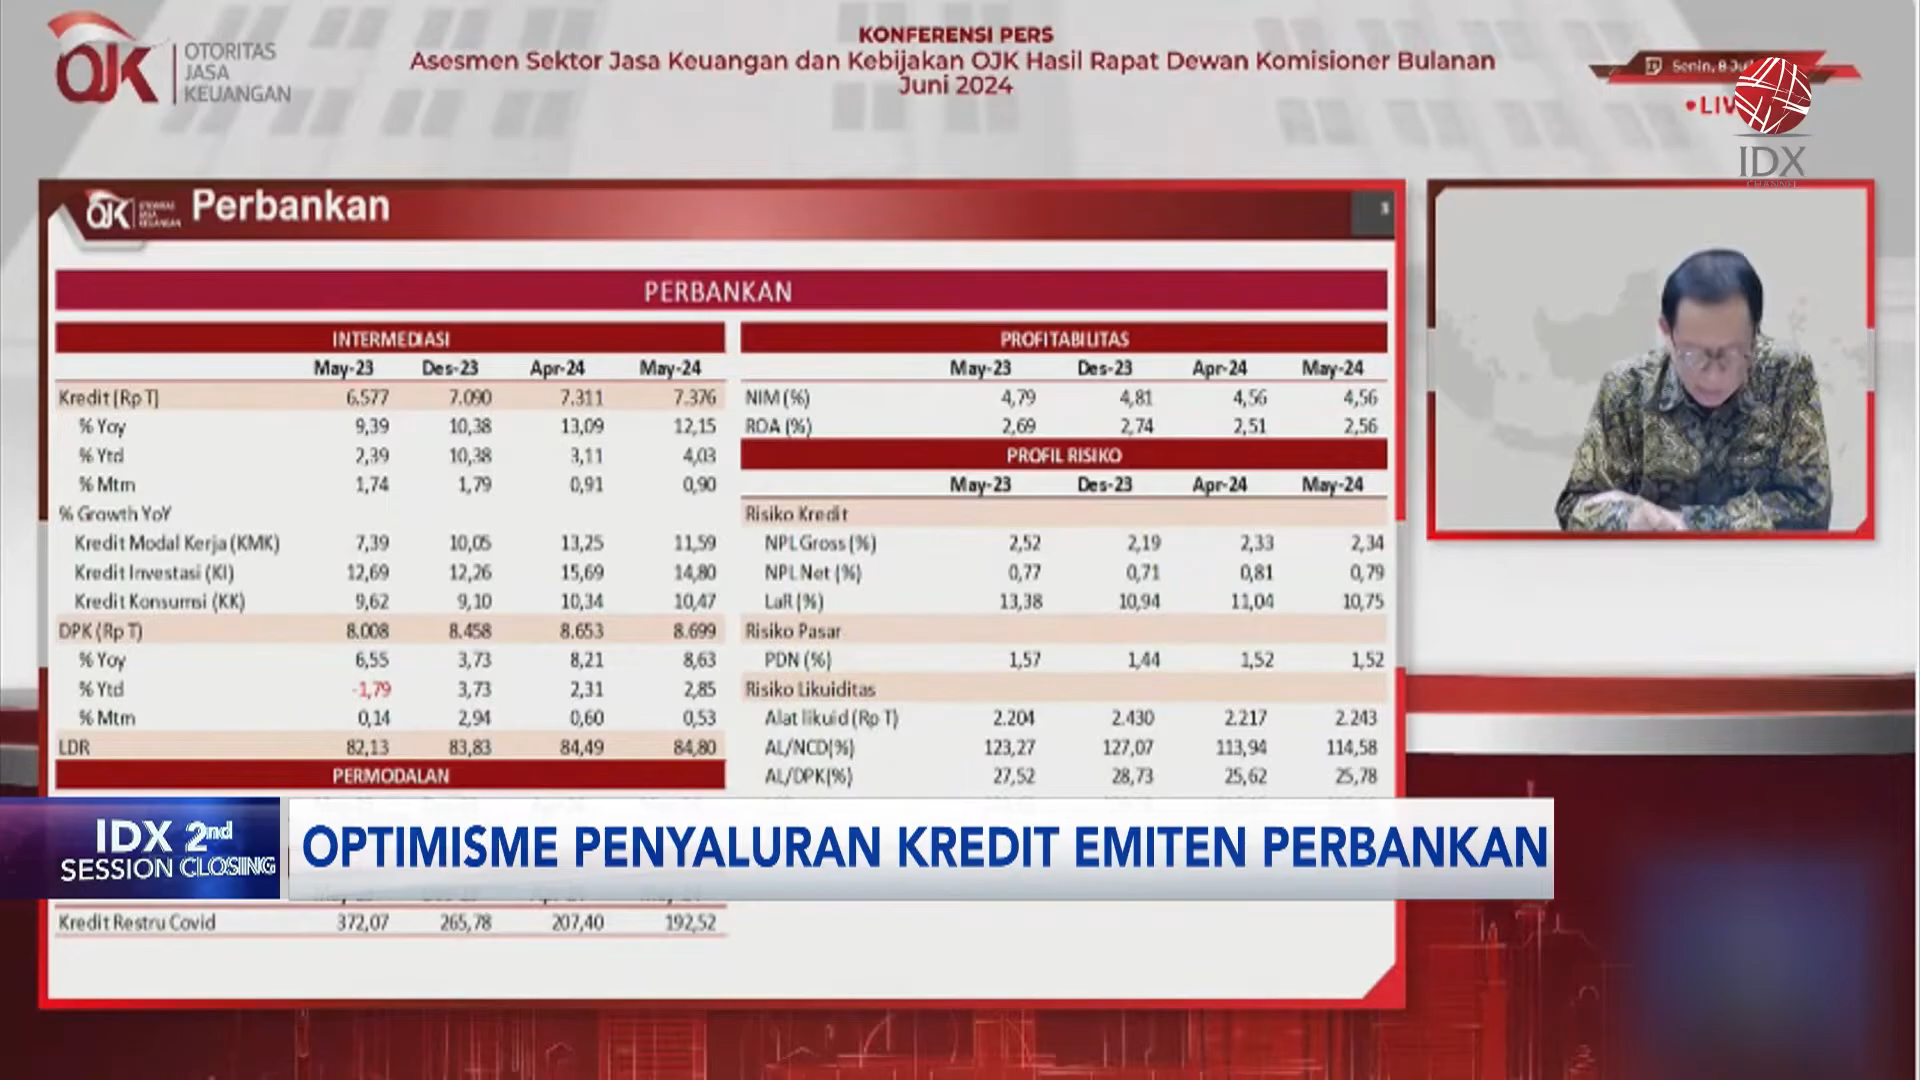 OJK OTORITAS JASA KEUANGAN
KONFERENSI PERS
Asesmen Sektor Jasa Keuangan dan Kebijakan OJK Hasil Rapat Dewan Komisioner Bulanan
Juni 2024
Senin, 8
IDX
CHANNEL
OJK OTORITAS JASA KEUANGAN Perbankan 3
PERBANKAN
INTERMEDIASI
May-23 Des-23 Apr-24 May-24
Kredit (Rp T) 6.577 7.090 7.311 7.376
% Yoy 9,39 10,38 13,09 12,15
% Ytd 2,39 10,38 3,11 4,03
% Mtm 1,74 1,79 0,91 0,90
% Growth YoY
Kredit Modal Kerja (KMK) 7,39 10,05 13,25 11,59
Kredit Investasi (KI) 12,69 12,26 15,69 14,80
Kredit Konsumsi (KK) 9,62 9,10 10,34 10,47
DPK (Rp T) 8.008 8.458 8.653 8.699
% Yoy 6,55 3,73 8,21 8,63
% Ytd -1,79 3,73 2,31 2,85
% Mtm 0,14 2,94 0,60 0,53
LDR 82,13 83,83 84,49 84,80
PERMODALAN
PROFITABILITAS
May-23 Des-23 Apr-24 May-24
NIM (%) 4,79 4,81 4,56 4,56
ROA (%) 2,69 2,74 2,51 2,56
PROFIL RISIKO
May-23 Des-23 Apr-24 May-24
Risiko Kredit
NPL Gross (%) 2,52 2,19 2,33 2,34
NPL Net (%) 0,77 0,71 0,81 0,79
LaR (%) 13,38 10,94 11,04 10,75
Risiko Pasar
PDN (%) 1,57 1,44 1,52 1,52
Risiko Likuiditas
Alat likuid (Rp T) 2.204 2.430 2.217 2.243
AL/NCD(%) 123,27 127,07 113,94 114,58
AL/DPK(%) 27,52 28,73 25,62 25,78
IDX 2nd
SESSION CLOSING
OPTIMISME PENYALURAN KREDIT EMITEN PERBANKAN
Kredit Restru Covid 372,07 265,78 207,40 192,52